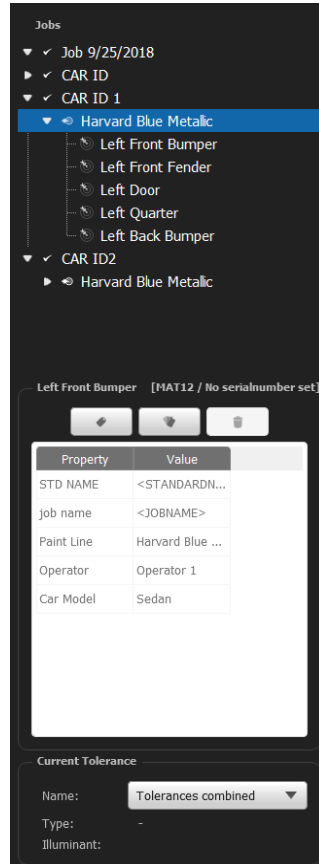 Jobs
Job 9/25/2018
CAR ID
CAR ID 1
Harvard Blue Metallic
Left Front Bumper
Left Front Fender
Left Door
Left Quarter
Left Back Bumper
CAR ID2
Harvard Blue Metallic
Left Front Bumper [MAT12 / No serialnumber set]
Property Value
STD NAME <STANDARDN...
job name <JOBNAME>
Paint Line Harvard Blue ...
Operator Operator 1
Car Model Sedan
Current Tolerance
Name: Tolerances combined
Type: -
Illuminant: